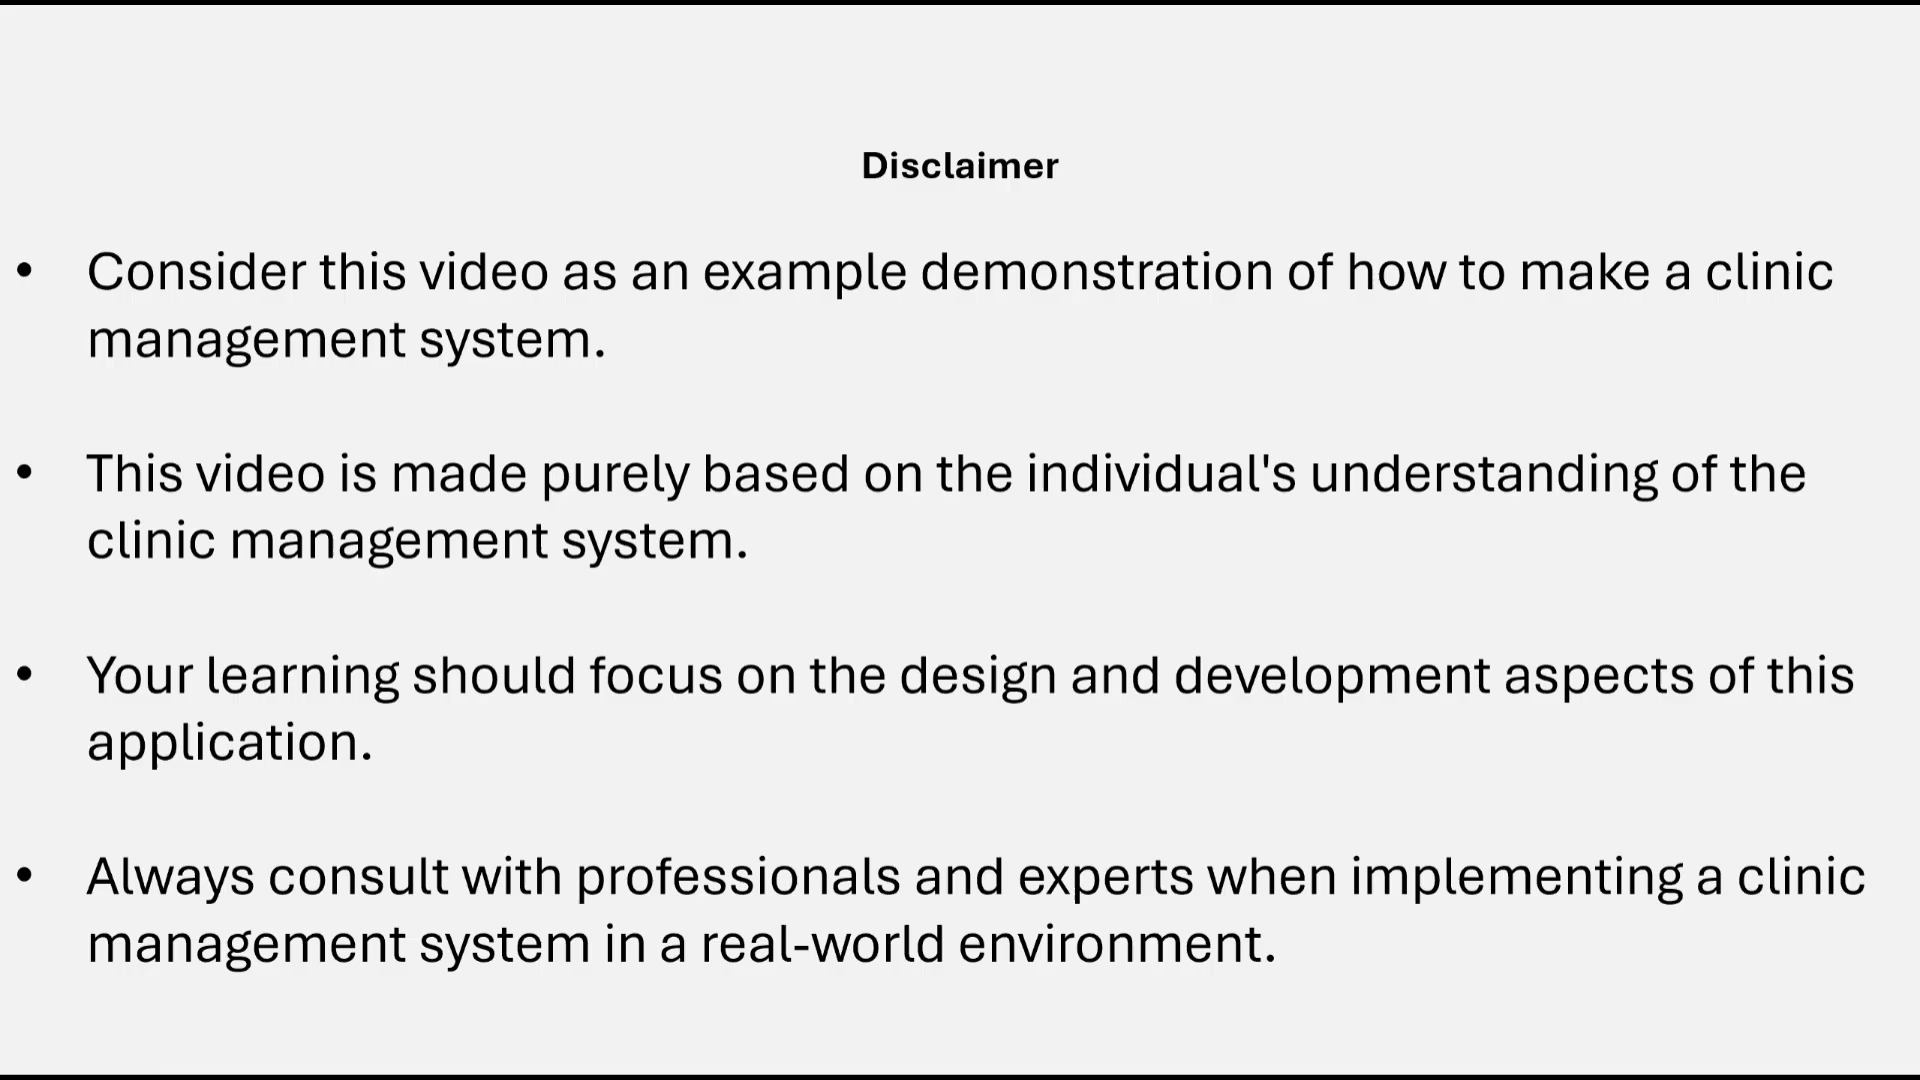 Disclaimer
• Consider this video as an example demonstration of how to make a clinic
management system.
• This video is made purely based on the individual's understanding of the
clinic management system.
• Your learning should focus on the design and development aspects of this
application.
• Always consult with professionals and experts when implementing a clinic
management system in a real-world environment.